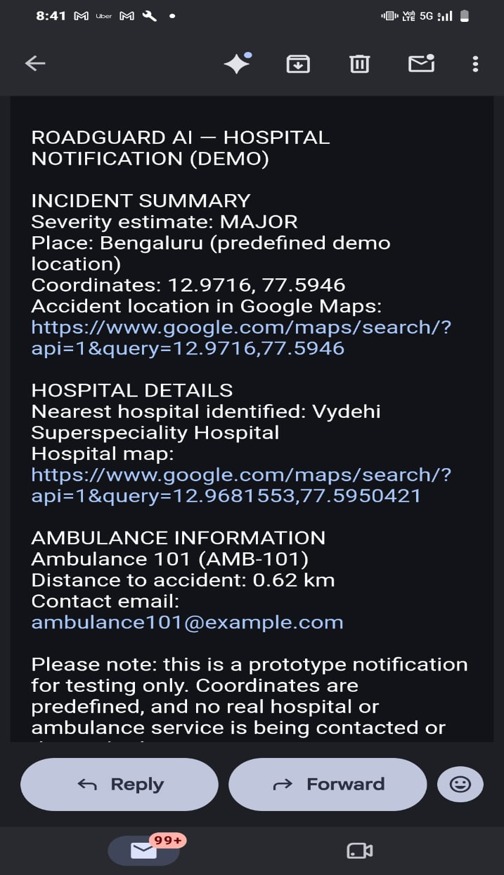 8:41 Uber Vo) LTE 5G
ROADGUARD AI — HOSPITAL
NOTIFICATION (DEMO)
INCIDENT SUMMARY
Severity estimate: MAJOR
Place: Bengaluru (predefined demo
location)
Coordinates: 12.9716, 77.5946
Accident location in Google Maps:
https://www.google.com/maps/search/?
api=1&query=12.9716,77.5946
HOSPITAL DETAILS
Nearest hospital identified: Vydehi
Superspeciality Hospital
Hospital map:
https://www.google.com/maps/search/?
api=1&query=12.9681553,77.5950421
AMBULANCE INFORMATION
Ambulance 101 (AMB-101)
Distance to accident: 0.62 km
Contact email:
ambulance101@example.com
Please note: this is a prototype notification
for testing only. Coordinates are
predefined, and no real hospital or
ambulance service is being contacted or
Reply Forward
99+